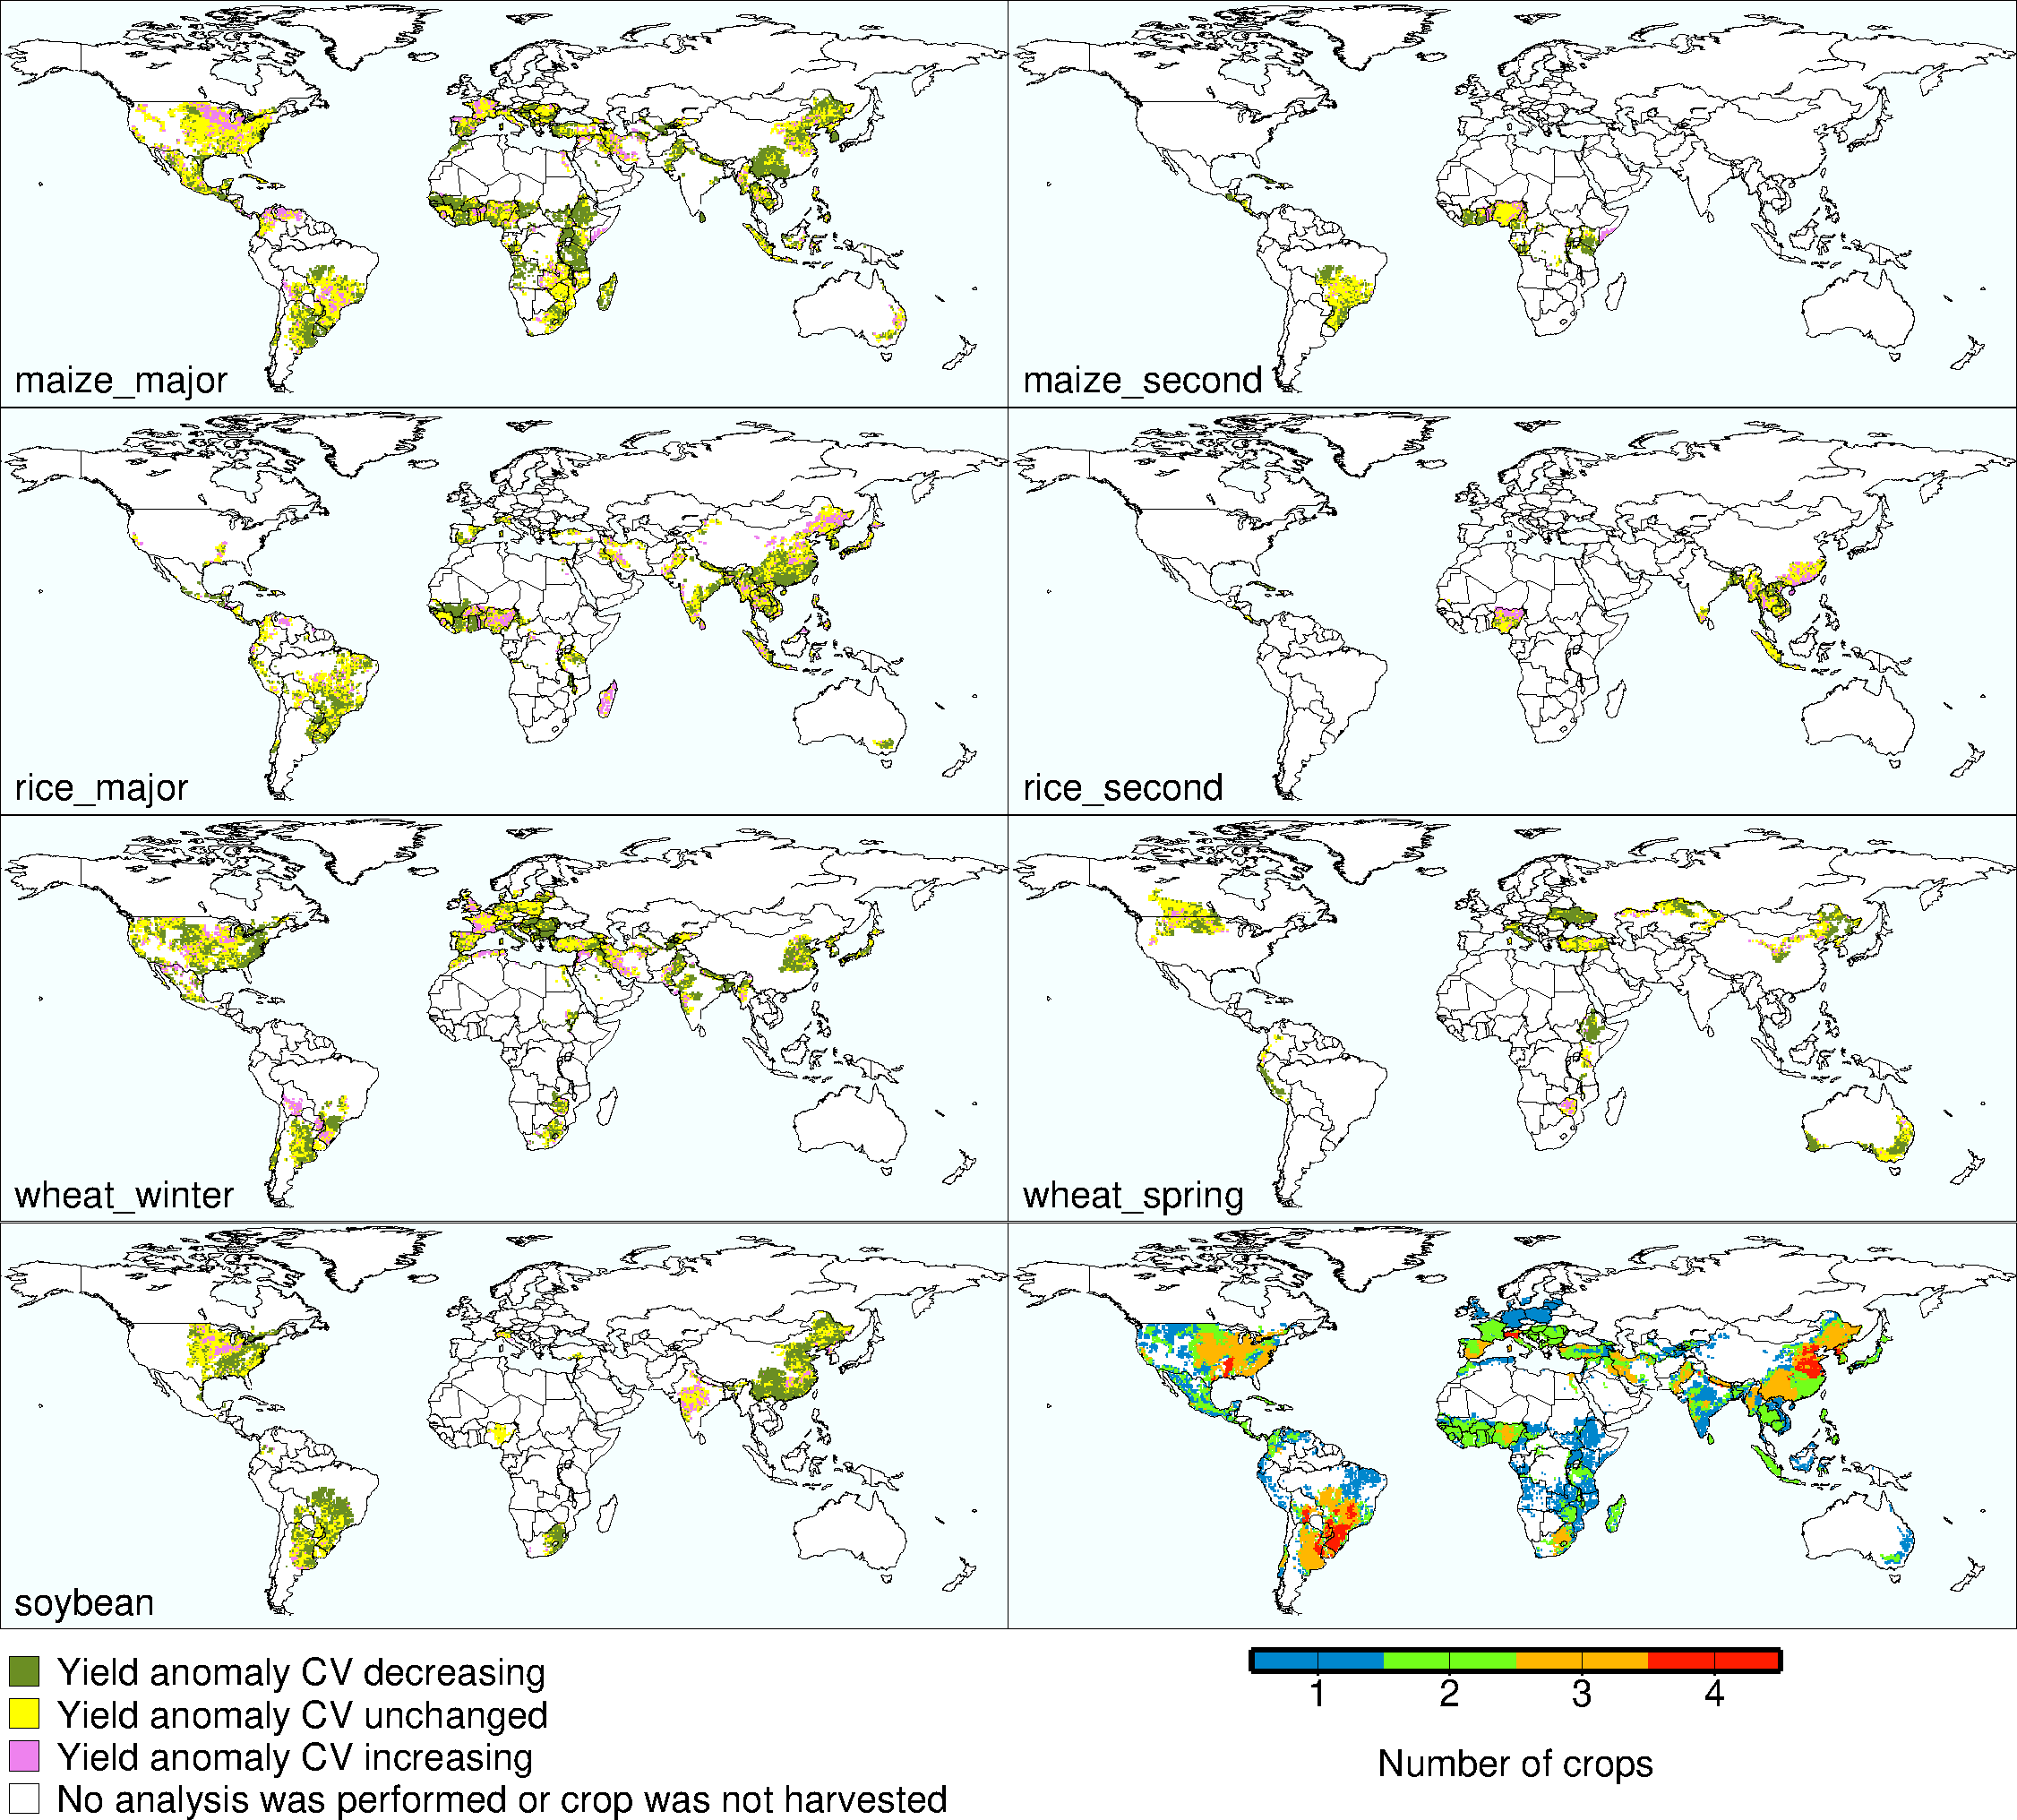 maize_major
maize_second
rice_major
rice_second
wheat_winter
wheat_spring
soybean
Yield anomaly CV decreasing
Yield anomaly CV unchanged
Yield anomaly CV increasing
No analysis was performed or crop was not harvested
1 2 3 4
Number of crops